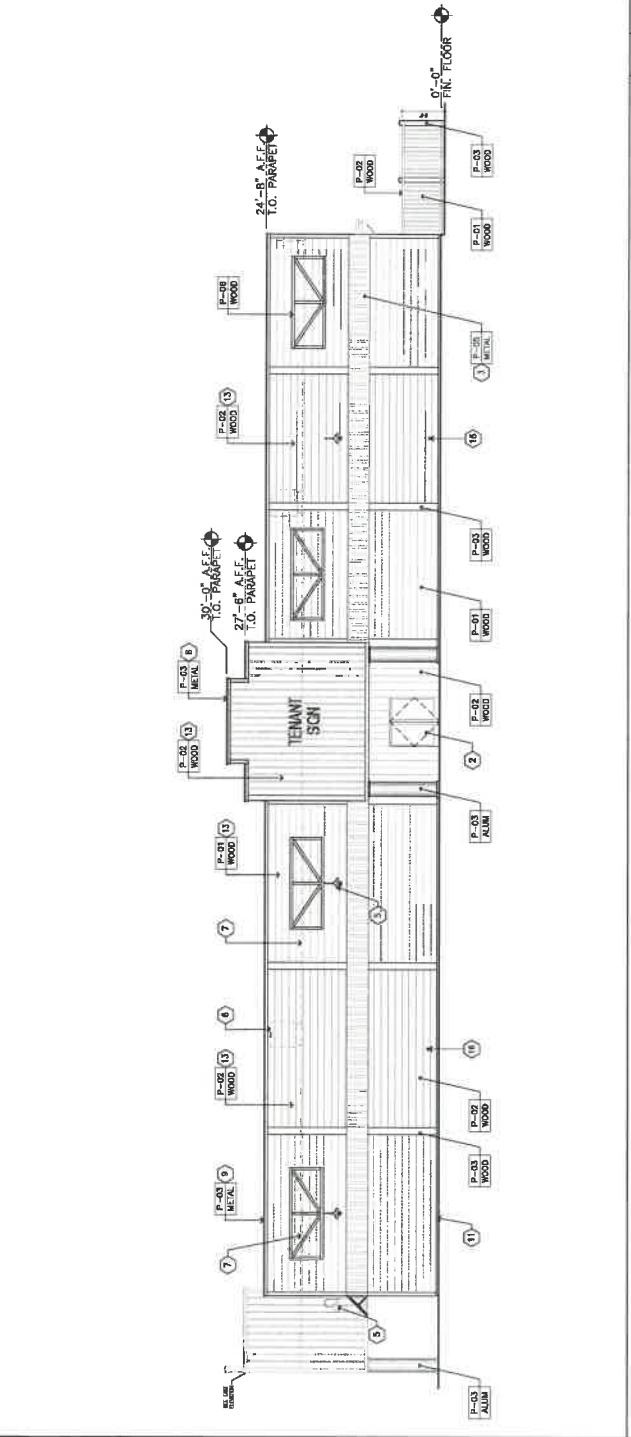 7
P-03 9
METAL
P-02 13
WOOD
6
7
P-01 13
WOOD
P-02 13
WOOD
P-03 8
METAL
30'-0" A.F.F.
T.O. PARAPET
27'-6" A.F.F.
T.O. PARAPET
P-02 13
WOOD
P-08
WOOD
24'-8" A.F.F.
T.O. PARAPET
P-02
WOOD
0'-0"
FIN. FLOOR
TENANT
SIGN
P-03
ALUM
5
11
P-03
WOOD
P-02
WOOD
P-03
ALUM
2
P-02
WOOD
P-01
WOOD
P-03
WOOD
15
3 P-05
METAL
P-01
WOOD
P-03
WOOD